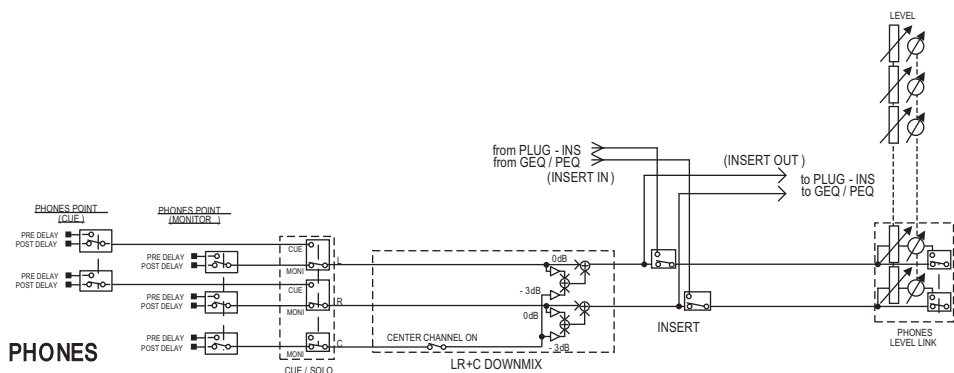 LEVEL
from PLUG - INS
from GEQ / PEQ
(INSERT IN)
(INSERT OUT )
to PLUG - INS
to GEQ / PEQ
PHONES POINT
(CUE )
PHONES POINT
(MONITOR )
PRE DELAY
POST DELAY
PRE DELAY
POST DELAY
CUE
MONI
L
0dB
- 3dB
PRE DELAY
POST DELAY
PRE DELAY
POST DELAY
CUE
MONI
R
0dB
- 3dB
INSERT
PHONES
LEVEL LINK
PRE DELAY
POST DELAY
MONI
C
CENTER CHANNEL ON
LR+C DOWNMIX
CUE / SOLO
PHONES